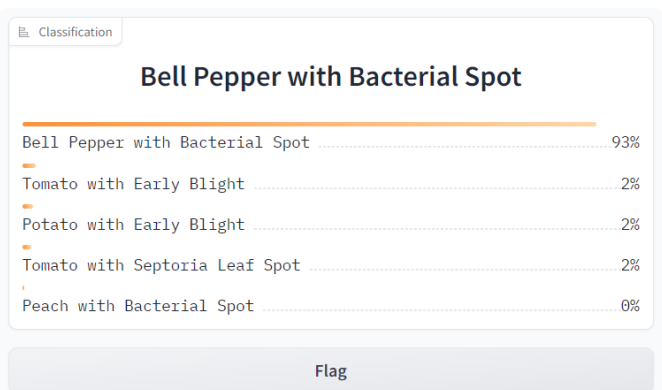 Classification
Bell Pepper with Bacterial Spot
Bell Pepper with Bacterial Spot 93%
Tomato with Early Blight 2%
Potato with Early Blight 2%
Tomato with Septoria Leaf Spot 2%
Peach with Bacterial Spot 0%
Flag